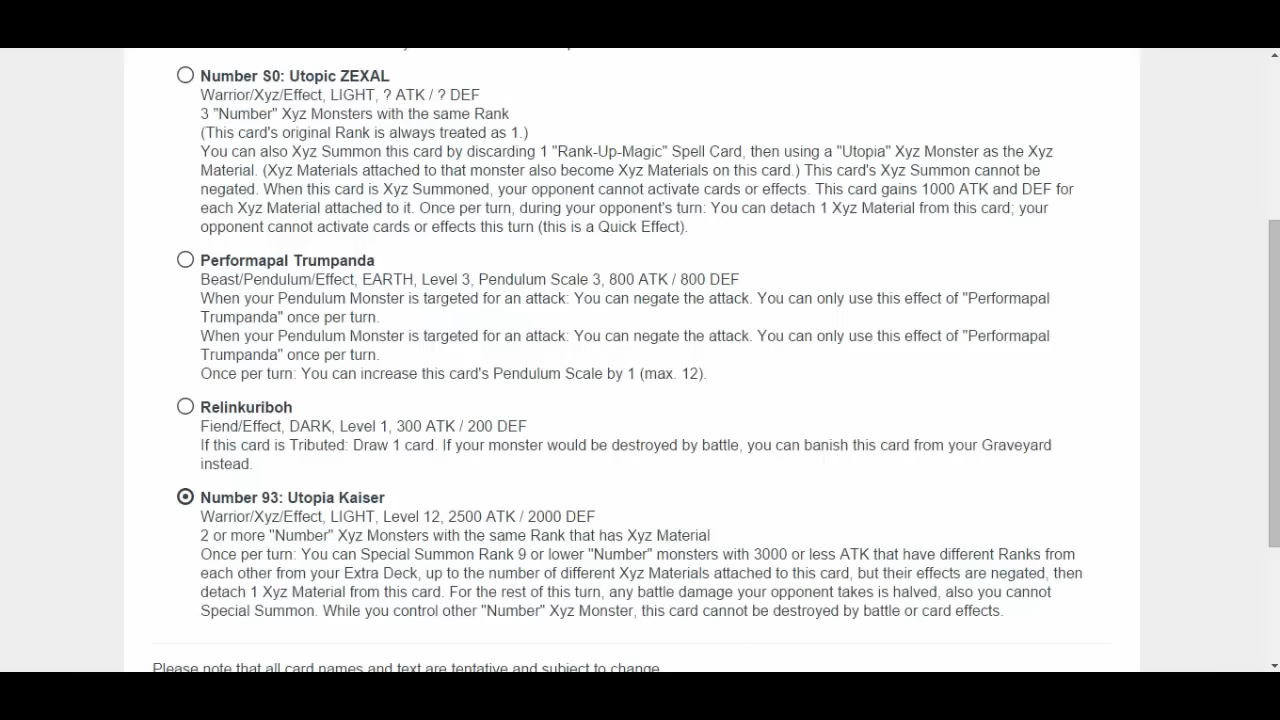 Number S0: Utopic ZEXAL
Warrior/Xyz/Effect, LIGHT, ? ATK / ? DEF
3 "Number" Xyz Monsters with the same Rank
(This card's original Rank is always treated as 1.)
You can also Xyz Summon this card by discarding 1 "Rank-Up-Magic" Spell Card, then using a "Utopia" Xyz Monster as the Xyz
Material. (Xyz Materials attached to that monster also become Xyz Materials on this card.) This card's Xyz Summon cannot be
negated. When this card is Xyz Summoned, your opponent cannot activate cards or effects. This card gains 1000 ATK and DEF for
each Xyz Material attached to it. Once per turn, during your opponent's turn: You can detach 1 Xyz Material from this card; your
opponent cannot activate cards or effects this turn (this is a Quick Effect).
Performapal Trumpanda
Beast/Pendulum/Effect, EARTH, Level 3, Pendulum Scale 3, 800 ATK / 800 DEF
When your Pendulum Monster is targeted for an attack: You can negate the attack. You can only use this effect of "Performapal
Trumpanda" once per turn.
When your Pendulum Monster is targeted for an attack: You can negate the attack. You can only use this effect of "Performapal
Trumpanda" once per turn.
Once per turn: You can increase this card's Pendulum Scale by 1 (max. 12).
Relinkuriboh
Fiend/Effect, DARK, Level 1, 300 ATK / 200 DEF
If this card is Tributed: Draw 1 card. If your monster would be destroyed by battle, you can banish this card from your Graveyard
instead.
Number 93: Utopia Kaiser
Warrior/Xyz/Effect, LIGHT, Level 12, 2500 ATK / 2000 DEF
2 or more "Number" Xyz Monsters with the same Rank that has Xyz Material
Once per turn: You can Special Summon Rank 9 or lower "Number" monsters with 3000 or less ATK that have different Ranks from
each other from your Extra Deck, up to the number of different Xyz Materials attached to this card, but their effects are negated, then
detach 1 Xyz Material from this card. For the rest of this turn, any battle damage your opponent takes is halved, also you cannot
Special Summon. While you control other "Number" Xyz Monster, this card cannot be destroyed by battle or card effects.
Please note that all card names and text are tentative and subject to change.